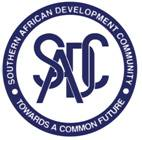 SOUTHERN AFRICAN DEVELOPMENT COMMUNITY
SADC
TOWARDS A COMMON FUTURE